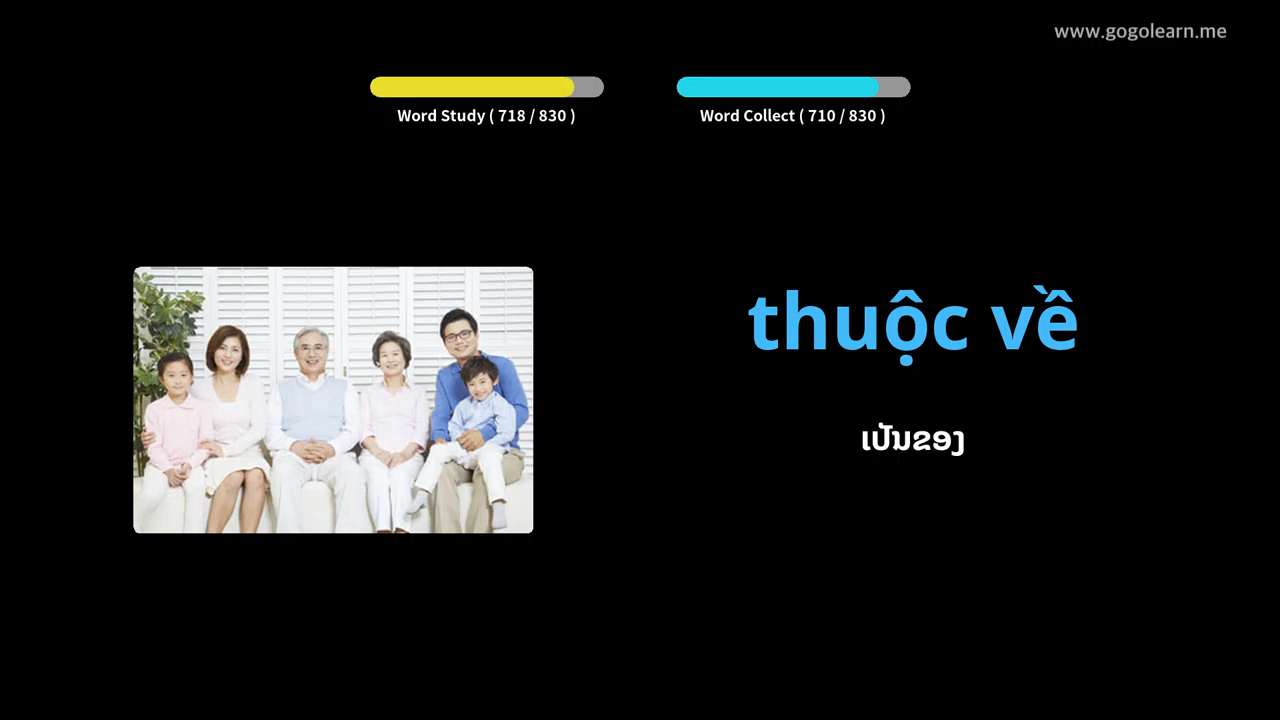 www.gogolearn.me
Word Study ( 718 / 830 )
Word Collect ( 710 / 830 )
thuộc về
ເປັນຂອງ